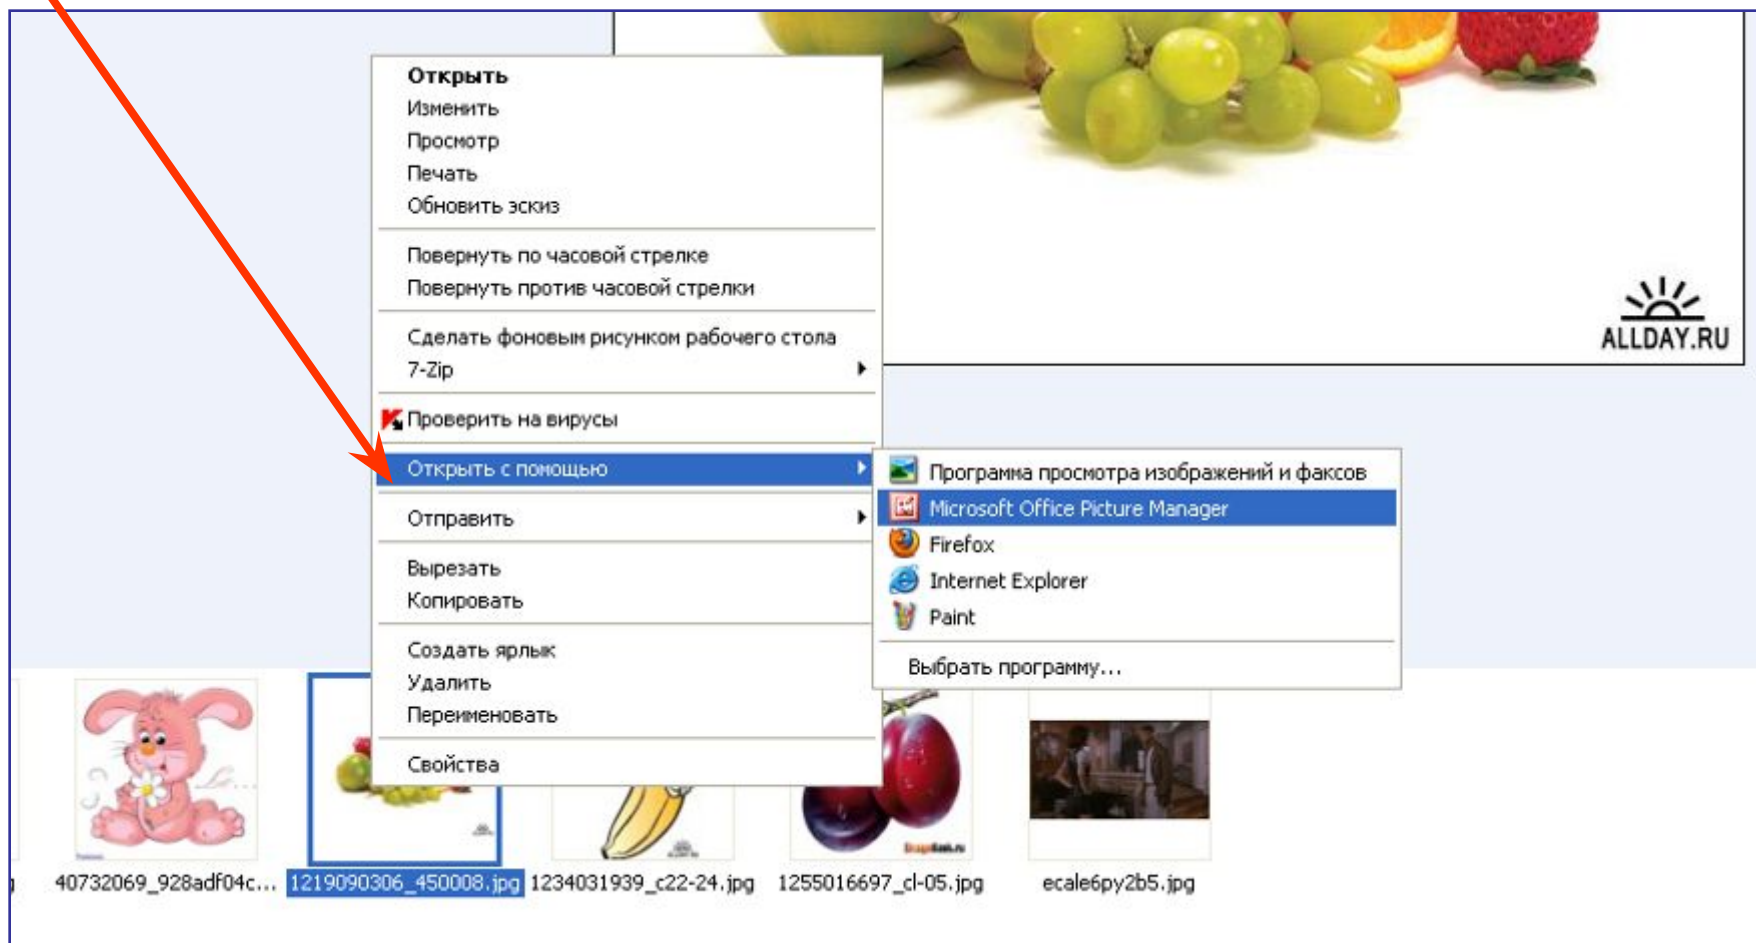 Открыть
Изменить
Просмотр
Печать
Обновить эскиз
Повернуть по часовой стрелке
Повернуть против часовой стрелки
Сделать фоновым рисунком рабочего стола
7-Zip
Проверить на вирусы
Открыть с помощью
Отправить
Вырезать
Копировать
Создать ярлык
Удалить
Переименовать
Свойства
Программа просмотра изображений и факсов
Microsoft Office Picture Manager
Firefox
Internet Explorer
Paint
Выбрать программу...
ALLDAY.RU
40732069_928adf04c...
1219090306_450008.jpg
1234031939_c22-24.jpg
1255016697_cl-05.jpg
ecale6py2b5.jpg